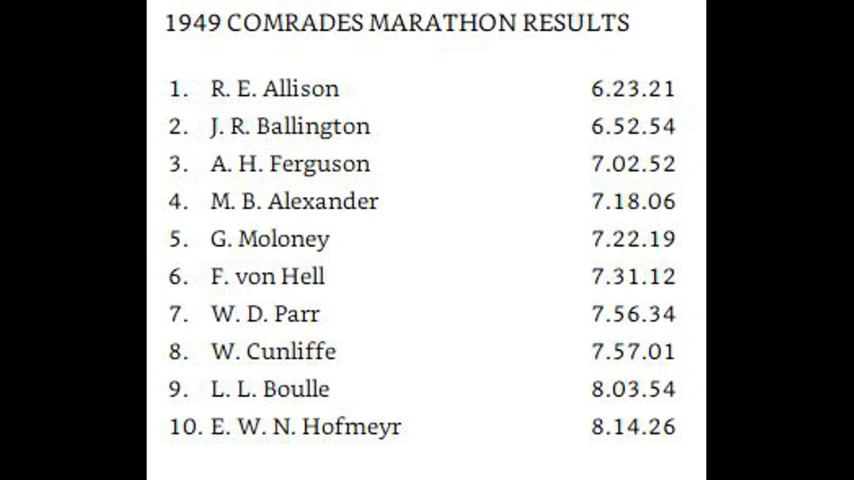 1949 COMRADES MARATHON RESULTS
1. R. E. Allison 6.23.21
2. J. R. Ballington 6.52.54
3. A. H. Ferguson 7.02.52
4. M. B. Alexander 7.18.06
5. G. Moloney 7.22.19
6. F. von Hell 7.31.12
7. W. D. Parr 7.56.34
8. W. Cunliffe 7.57.01
9. L. L. Boulle 8.03.54
10. E. W. N. Hofmeyr 8.14.26